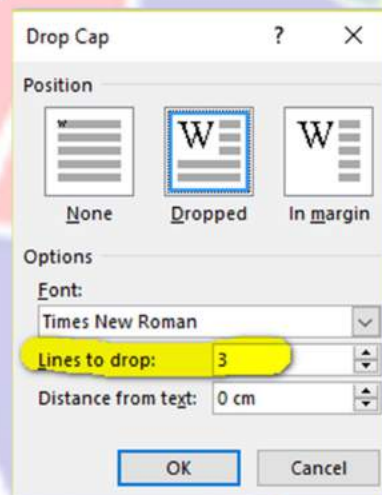 Drop Cap ?
Position
W W W
None Dropped In margin
Options
Font:
Times New Roman
Lines to drop: 3
Distance from text: 0 cm
OK Cancel